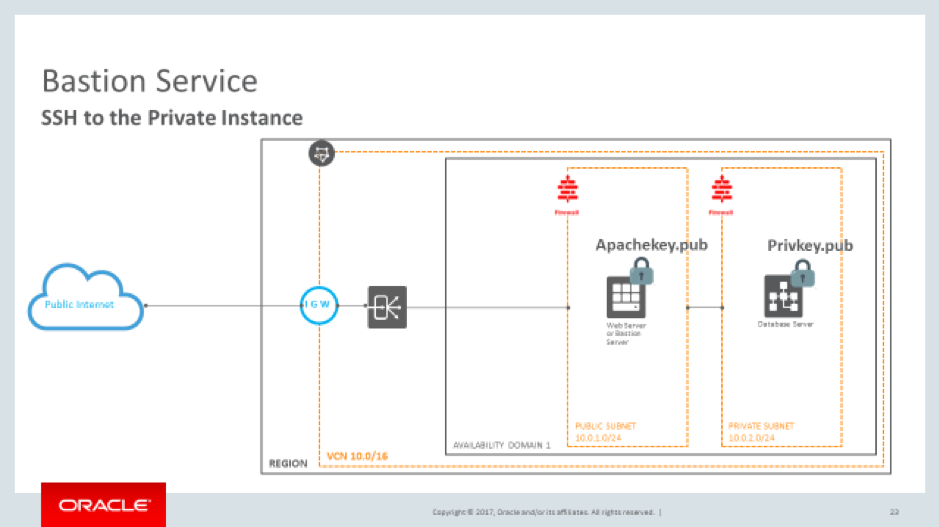 Bastion Service
SSH to the Private Instance
Firewall
Firewall
Apachekey.pub
Privkey.pub
Public Internet
I G W
Web Server
or Bastion
Server
Database Server
PUBLIC SUBNET
10.0.1.0/24
PRIVATE SUBNET
10.0.2.0/24
AVAILABILITY DOMAIN 1
VCN 10.0/16
REGION
ORACLE®
Copyright © 2017, Oracle and/or its affiliates. All rights reserved. |
23